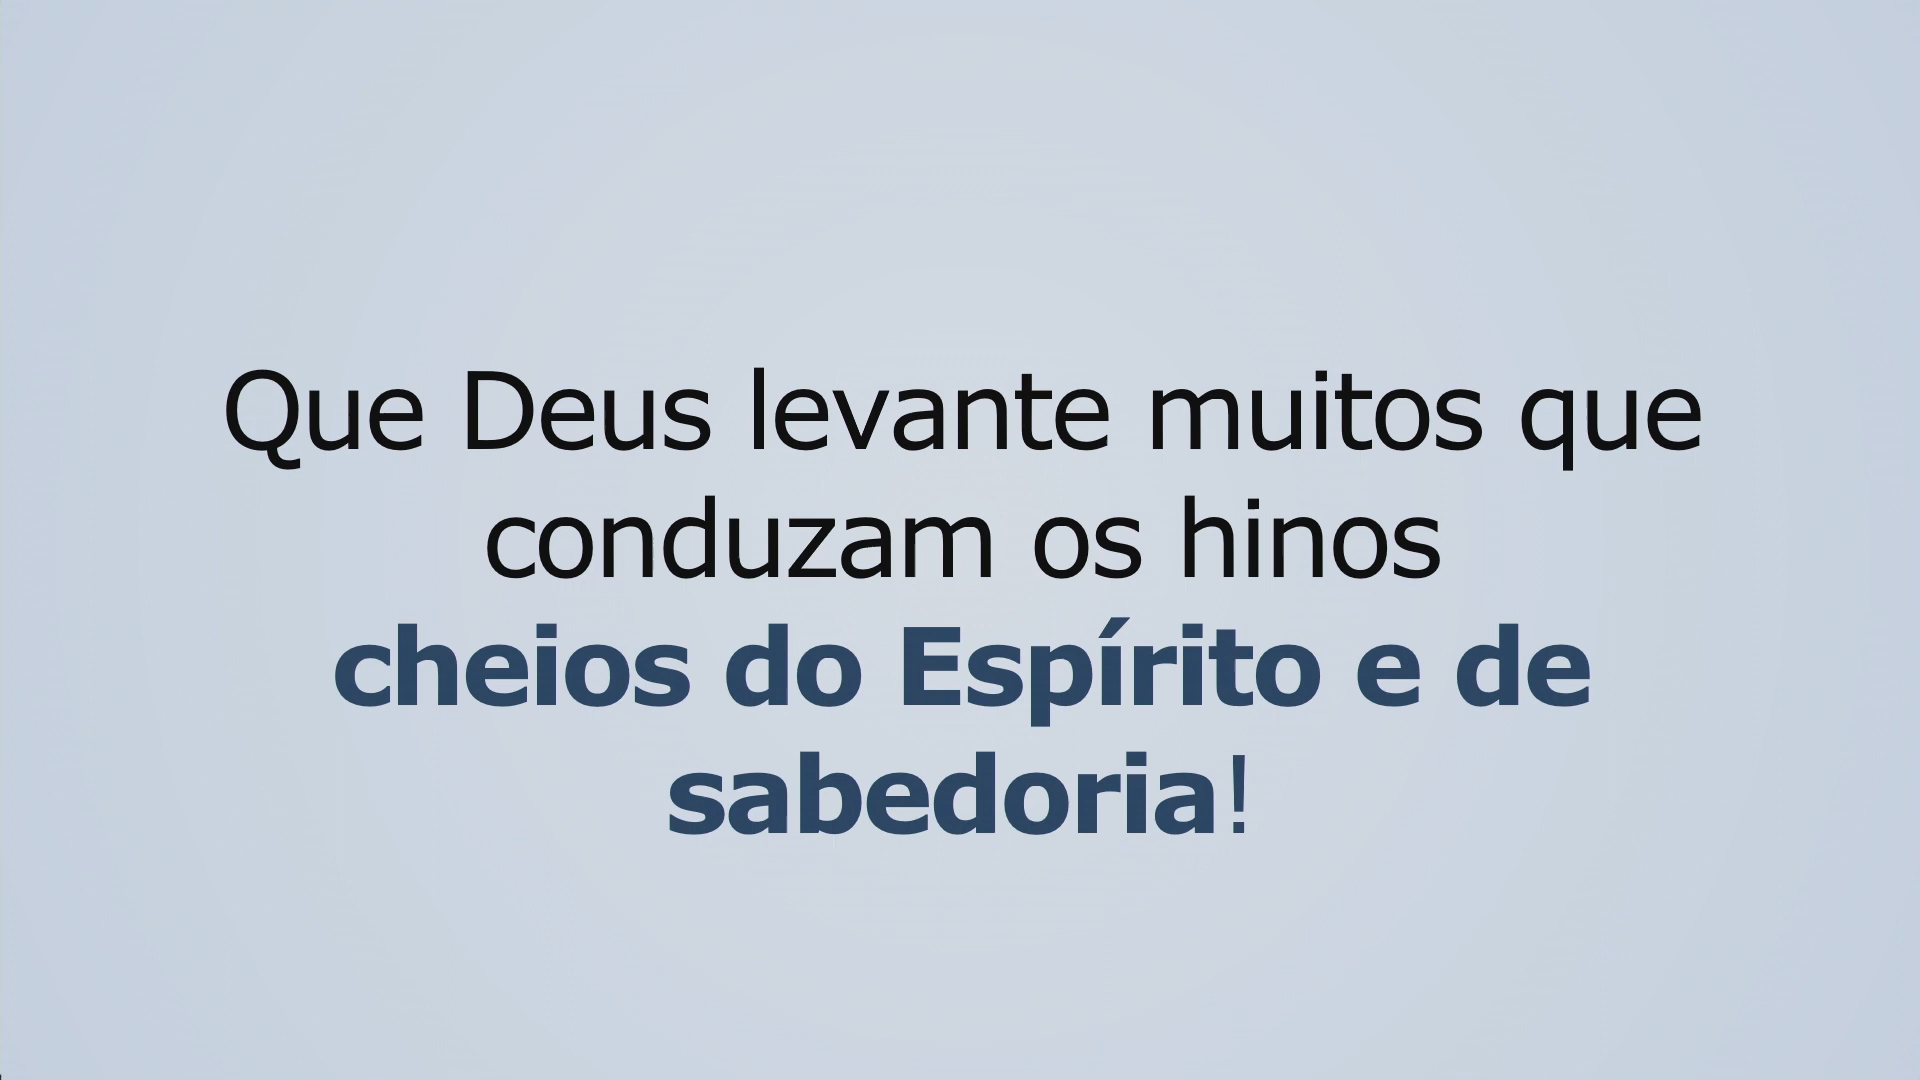 Que Deus levante muitos que
conduzam os hinos
cheios do Espírito e de
sabedoria!